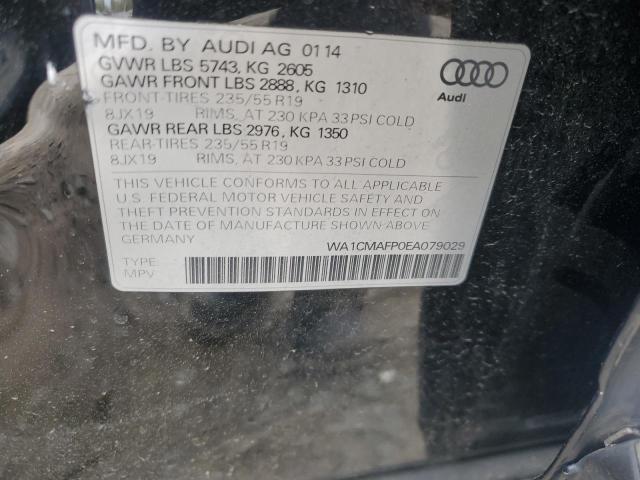 MFD. BY AUDI AG 01 14
GVWR LBS 5743, KG 2605
GAWR FRONT LBS 2888, KG 1310
FRONT-TIRES 235/55 R19
8JX19 RIMS, AT 230 KPA 33 PSI COLD
GAWR REAR LBS 2976, KG 1350
REAR-TIRES 235/55 R19
8JX19 RIMS, AT 230 KPA 33 PSI COLD
Audi
THIS VEHICLE CONFORMS TO ALL APPLICABLE
U.S. FEDERAL MOTOR VEHICLE SAFETY AND
THEFT PREVENTION STANDARDS IN EFFECT ON
THE DATE OF MANUFACTURE SHOWN ABOVE
GERMANY
WA1CMAFP0EA079029
TYPE:
MPV